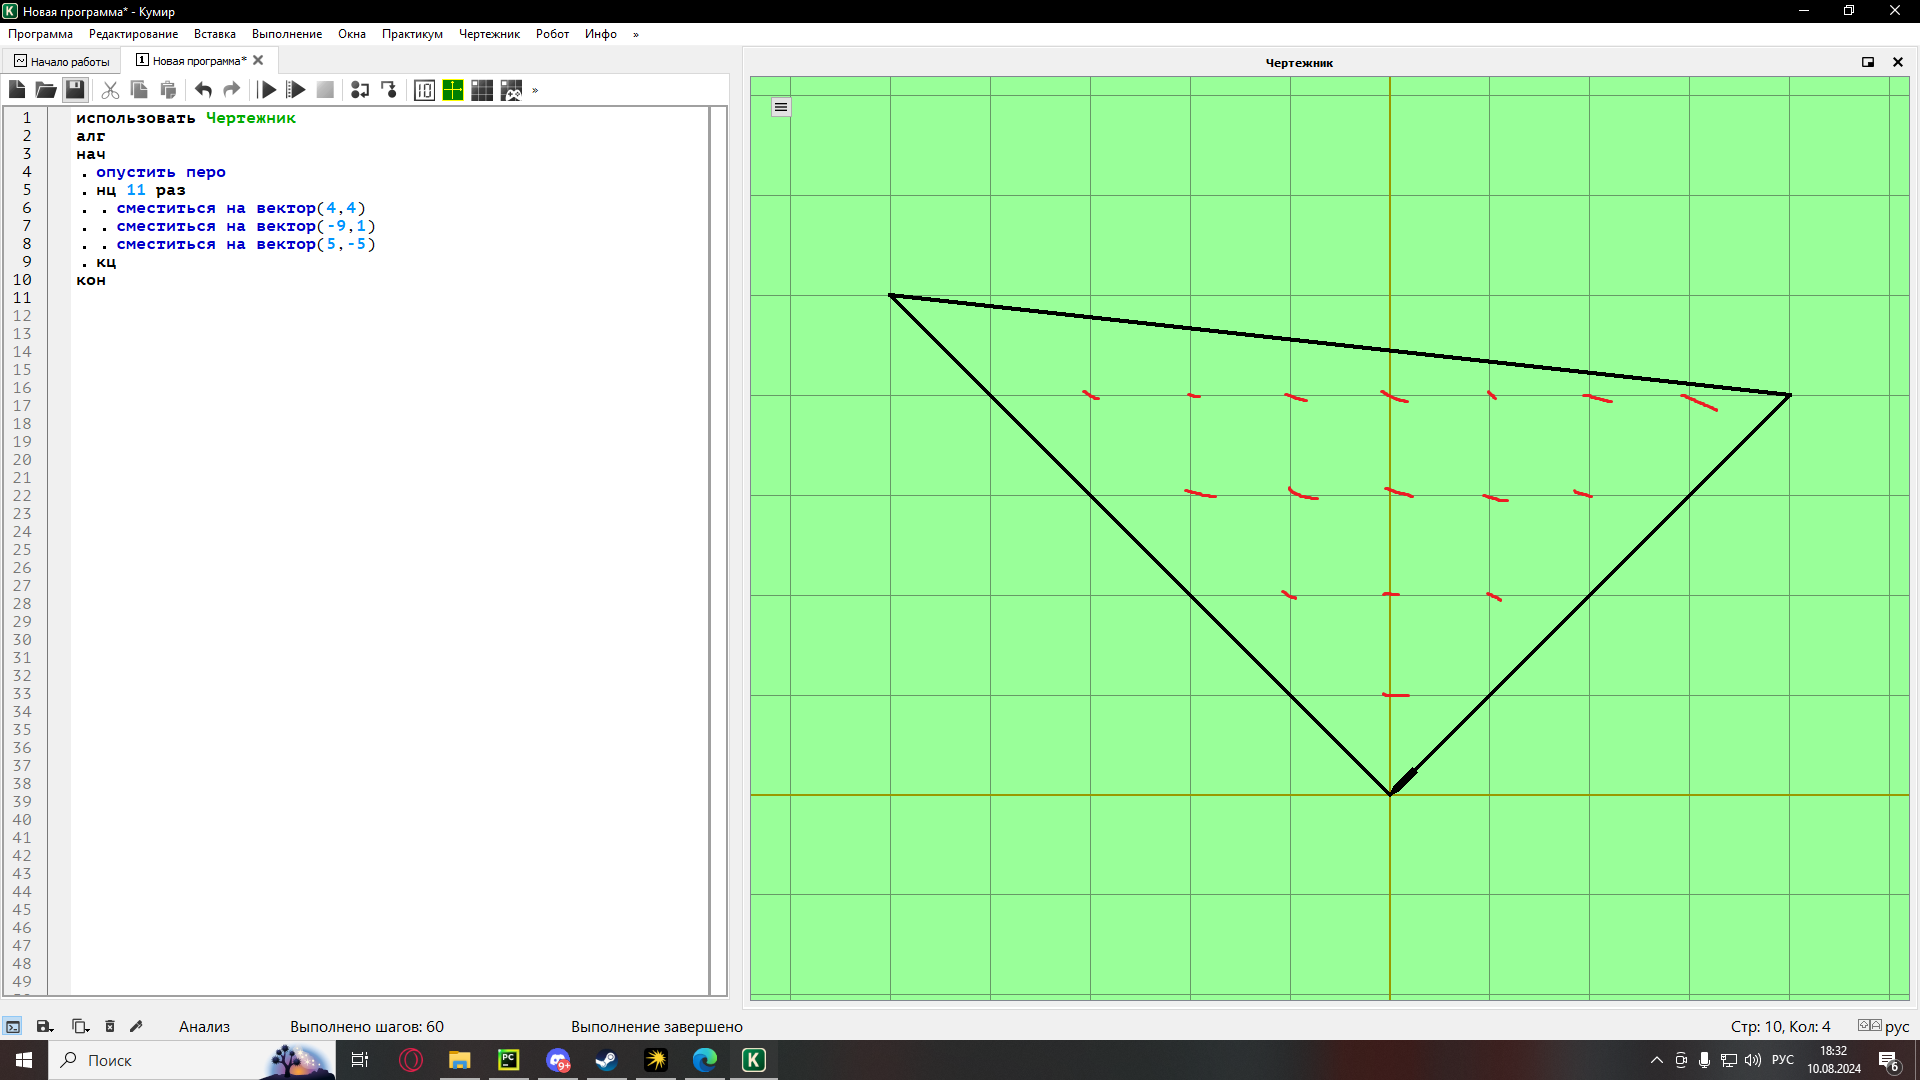 Новая программа* - Кумир
Программа Редактирование Вставка Выполнение Окна Практикум Чертежник Робот Инфо »
Начало работы
1 Новая программа*
»
1 использовать Чертежник
2 алг
3 нач
4 . опустить перо
5 . нц 11 раз
6 . . сместиться на вектор(4,4)
7 . . сместиться на вектор(-9,1)
8 . . сместиться на вектор(5,-5)
9 . кц
10 кон
11
12
13
14
15
16
17
18
19
20
21
22
23
24
25
26
27
28
29
30
31
32
33
34
35
36
37
38
39
40
41
42
43
44
45
46
47
48
49
Чертежник
Анализ Выполнено шагов: 60 Выполнение завершено Стр: 10, Кол: 4 рус
Поиск
PC
9+
K
РУС
18:32
10.08.2024
6